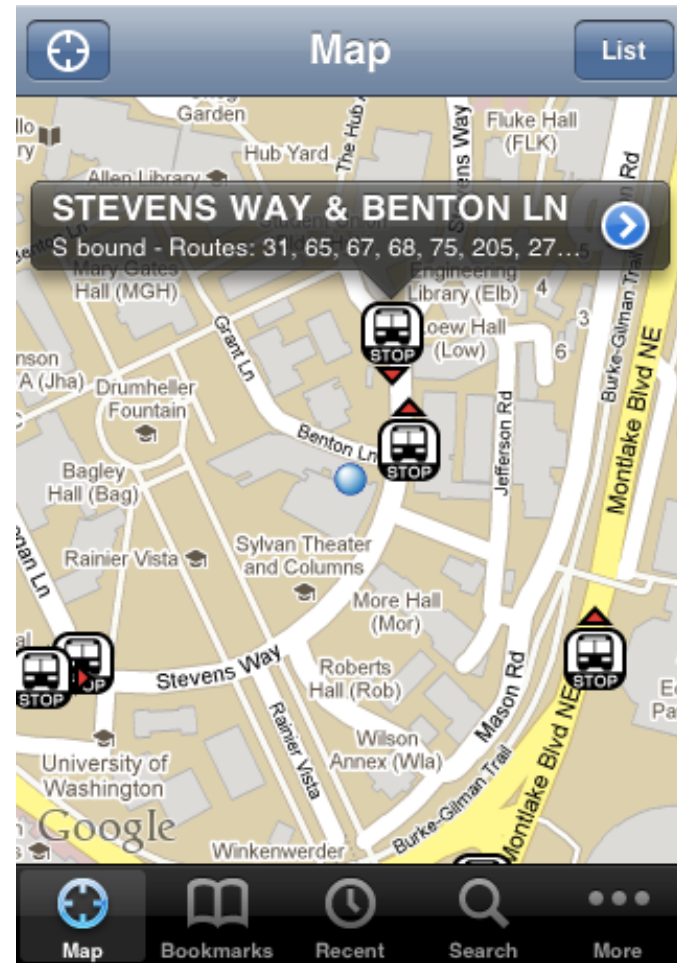 Map
List
Garden
The Hub
Stevens Way
Fluke Hall
(FLK)
Rd
Hub Yard
Allen Library
STEVENS WAY & BENTON LN
S bound - Routes: 31, 65, 67, 68, 75, 205, 27...
Mary Gates
Hall (MGH)
Engineering
Library (Elb)
4
5
3
6
Loew Hall
(Low)
STOP
Grant Ln
Burke-Gilman Trail
Montlake Blvd NE
A (Jha)
Drumheller
Fountain
Benton Ln
STOP
Jefferson Rd
Bagley
Hall (Bag)
Rainier Vista
Sylvan Theater
and Columns
More Hall
(Mor)
Stevens Way
Roberts
Hall (Rob)
STOP
STOP
STOP
Mason Rd
Rainier Vista
Wilson
Annex (Wla)
University of
Washington
Burke-Gilman Trail
Montlake Blvd NE
Google
Winkenwerder
Map
Bookmarks
Recent
Search
More